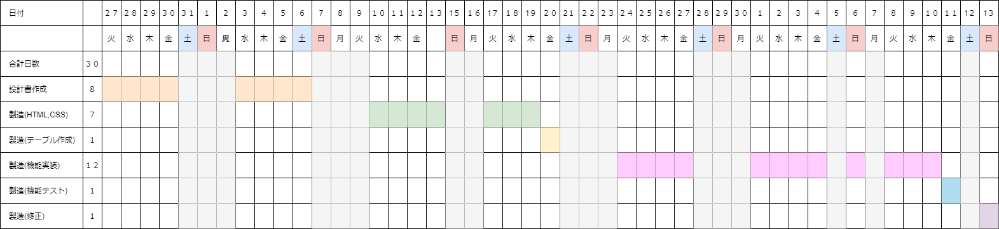 日付 27 28 29 30 31 1 2 3 4 5 6 7 8 9 10 11 12 13 15 16 17 18 19 20 21 22 23 24 25 26 27 28 29 30 1 2 3 4 5 6 7 8 9 10 11 12 13
火 水 木 金 土 日 水 木 金 土 日 月 火 水 木 金 日 月 火 水 木 金 土 日 月 火 水 木 金 土 日 月 火 水 木 金 土 日 月 火 水 木 金 土 日
合計日数 30
設計書作成 8
製造(HTML,CSS) 7
製造(テーブル作成) 1
製造(機能実装) 12
製造(機能テスト) 1
製造(修正) 1